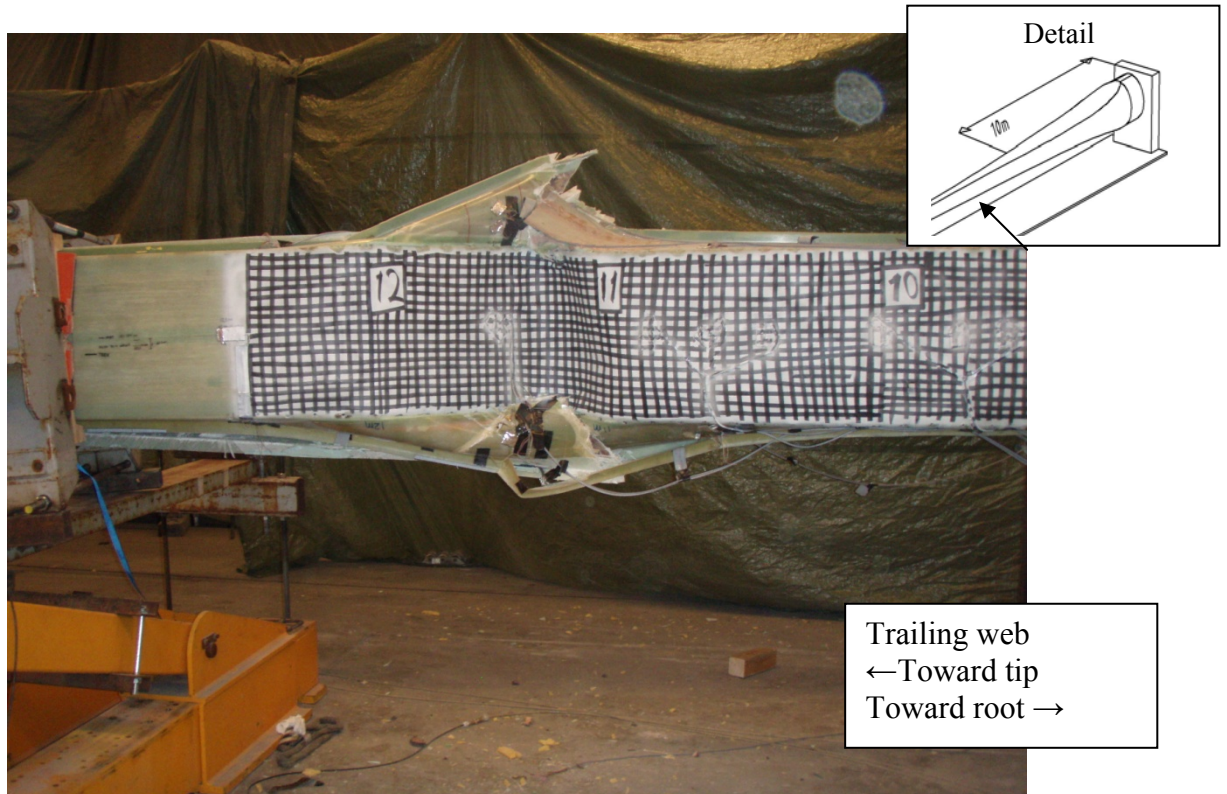 Detail
10m
12
11
10
Trailing web
←Toward tip
Toward root →